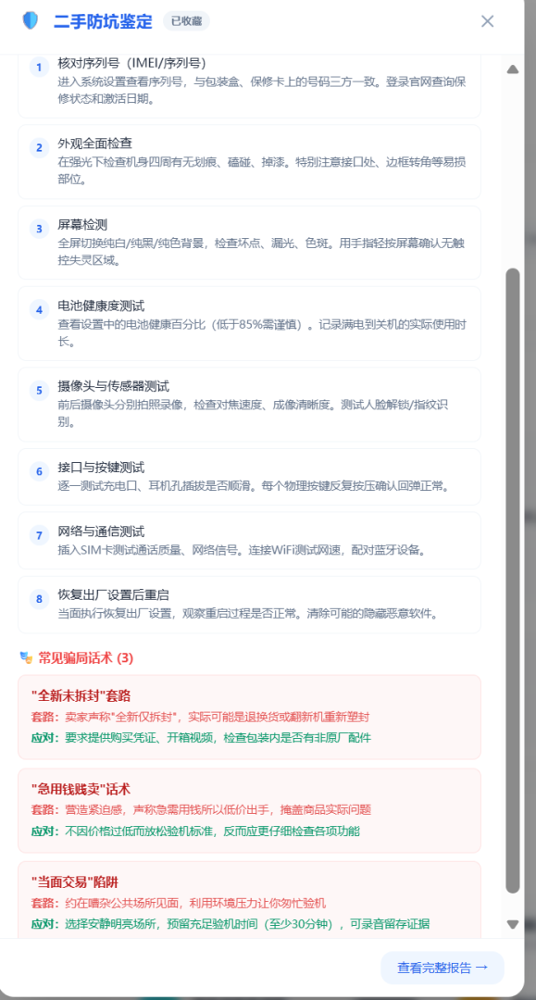 二手防坑鉴定 已收藏
1 核对序列号（IMEI/序列号）
进入系统设置查看序列号，与包装盒、保修卡上的号码三方一致。登录官网查询保
修状态和激活日期。
2 外观全面检查
在强光下检查机身四周有无划痕、磕碰、掉漆。特别注意接口处、边框转角等易损
部位。
3 屏幕检测
全屏切换纯白/纯黑/纯色背景，检查坏点、漏光、色斑。用手指轻按屏幕确认无触
控失灵区域。
4 电池健康度测试
查看设置中的电池健康百分比（低于85%需谨慎）。记录满电到关机的实际使用时
长。
5 摄像头与传感器测试
前后摄像头分别拍照录像，检查对焦速度、成像清晰度。测试人脸解锁/指纹识
别。
6 接口与按键测试
逐一测试充电口、耳机孔插拔是否顺滑。每个物理按键反复按压确认回弹正常。
7 网络与通信测试
插入SIM卡测试通话质量、网络信号。连接WiFi测试网速，配对蓝牙设备。
8 恢复出厂设置后重启
当面执行恢复出厂设置，观察重启过程是否正常。清除可能的隐藏恶意软件。
常见骗局话术 (3)
"全新未拆封"套路
套路：卖家声称"全新仅拆封"，实际可能是退换货或翻新机重新塑封
应对：要求提供购买凭证、开箱视频，检查包装内是否有非原厂配件
"急用钱贱卖"话术
套路：营造紧迫感，声称急需用钱所以低价出手，掩盖商品实际问题
应对：不因价格过低而放松验机标准，反而应更仔细检查各项功能
"当面交易"陷阱
套路：约在嘈杂公共场所见面，利用环境压力让你匆忙验机
应对：选择安静明亮场所，预留充足验机时间（至少30分钟），可录音留存证据
查看完整报告 →